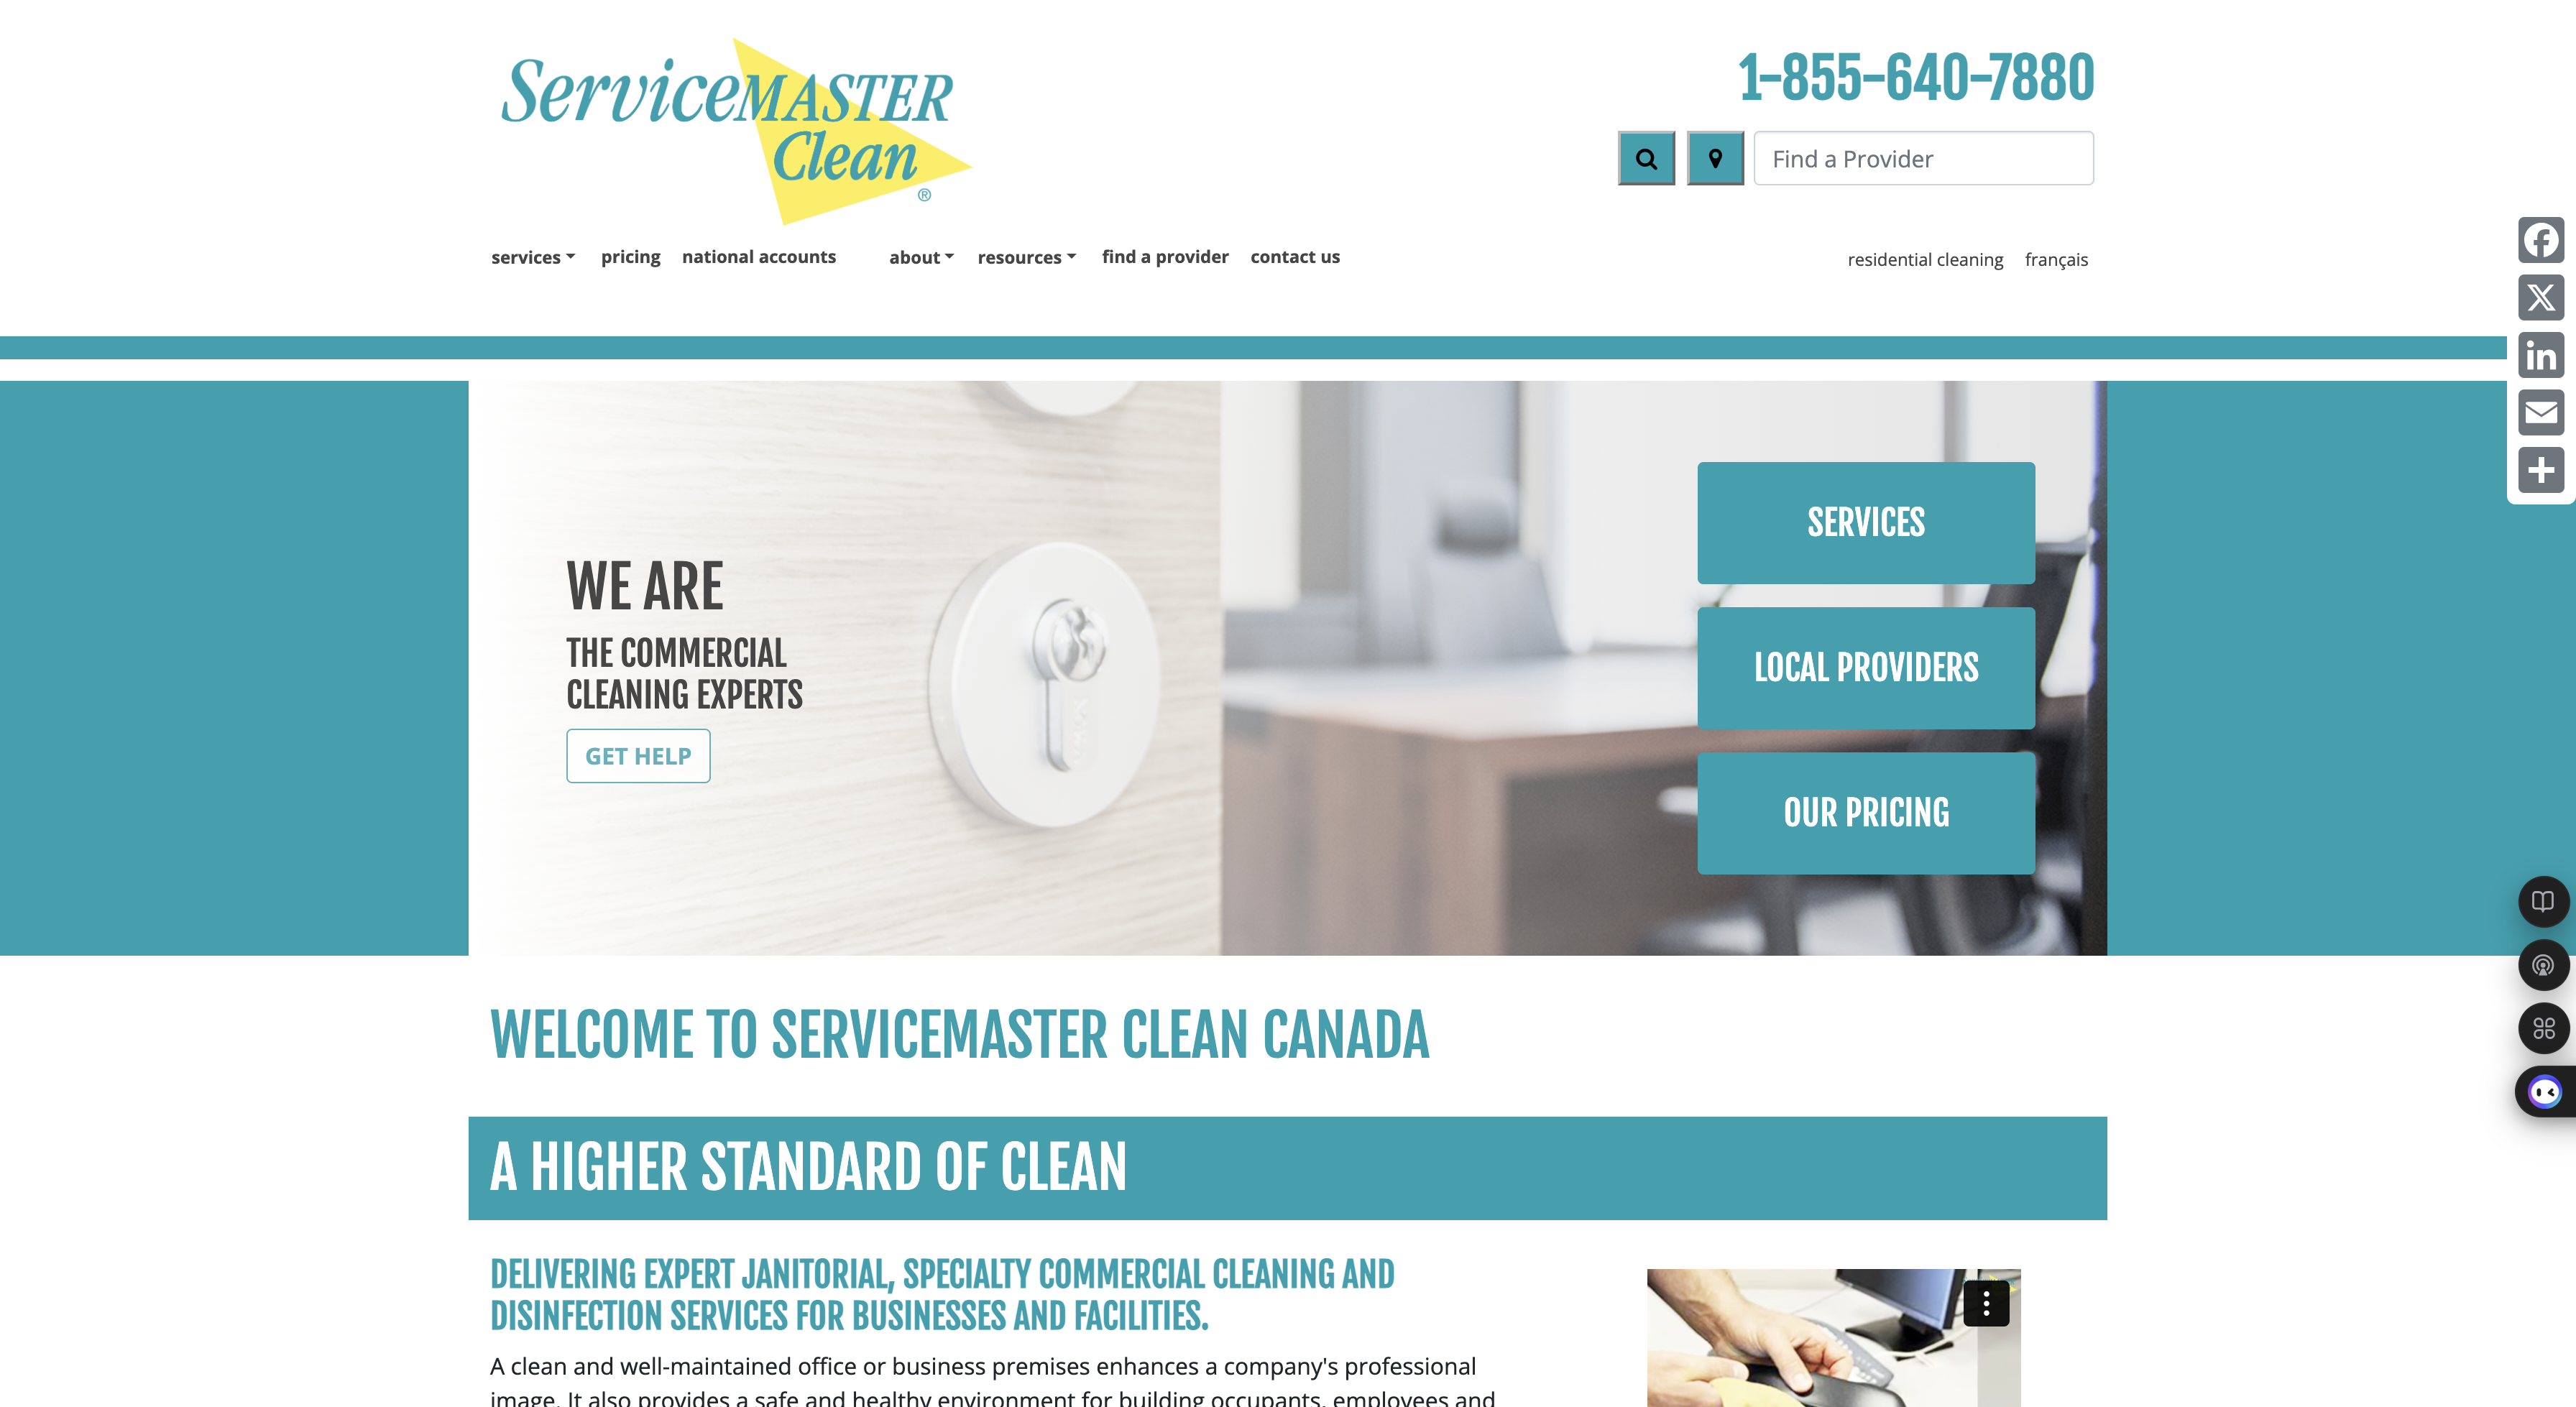 ServiceMASTER
Clean
®
1-855-640-7880
Find a Provider
services pricing national accounts about resources find a provider contact us
residential cleaning français
WE ARE
THE COMMERCIAL
CLEANING EXPERTS
GET HELP
SERVICES
LOCAL PROVIDERS
OUR PRICING
WELCOME TO SERVICEMASTER CLEAN CANADA
A HIGHER STANDARD OF CLEAN
DELIVERING EXPERT JANITORIAL, SPECIALTY COMMERCIAL CLEANING AND
DISINFECTION SERVICES FOR BUSINESSES AND FACILITIES.
A clean and well-maintained office or business premises enhances a company's professional
image. It also provides a safe and healthy environment for building occupants, employees and